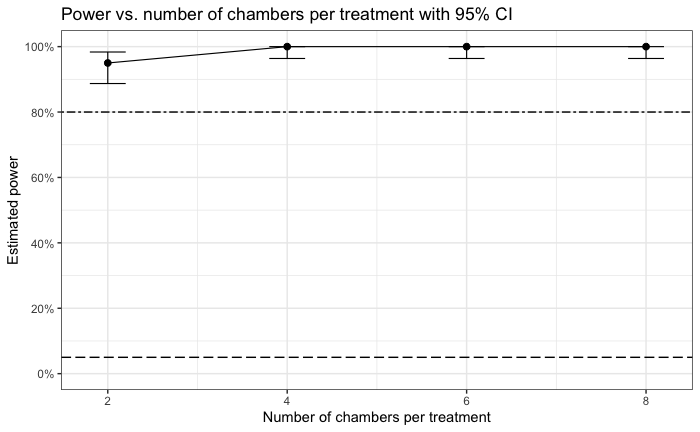 Power vs. number of chambers per treatment with 95% CI
Estimated power
100%
80%
60%
40%
20%
0%
2 4 6 8
Number of chambers per treatment